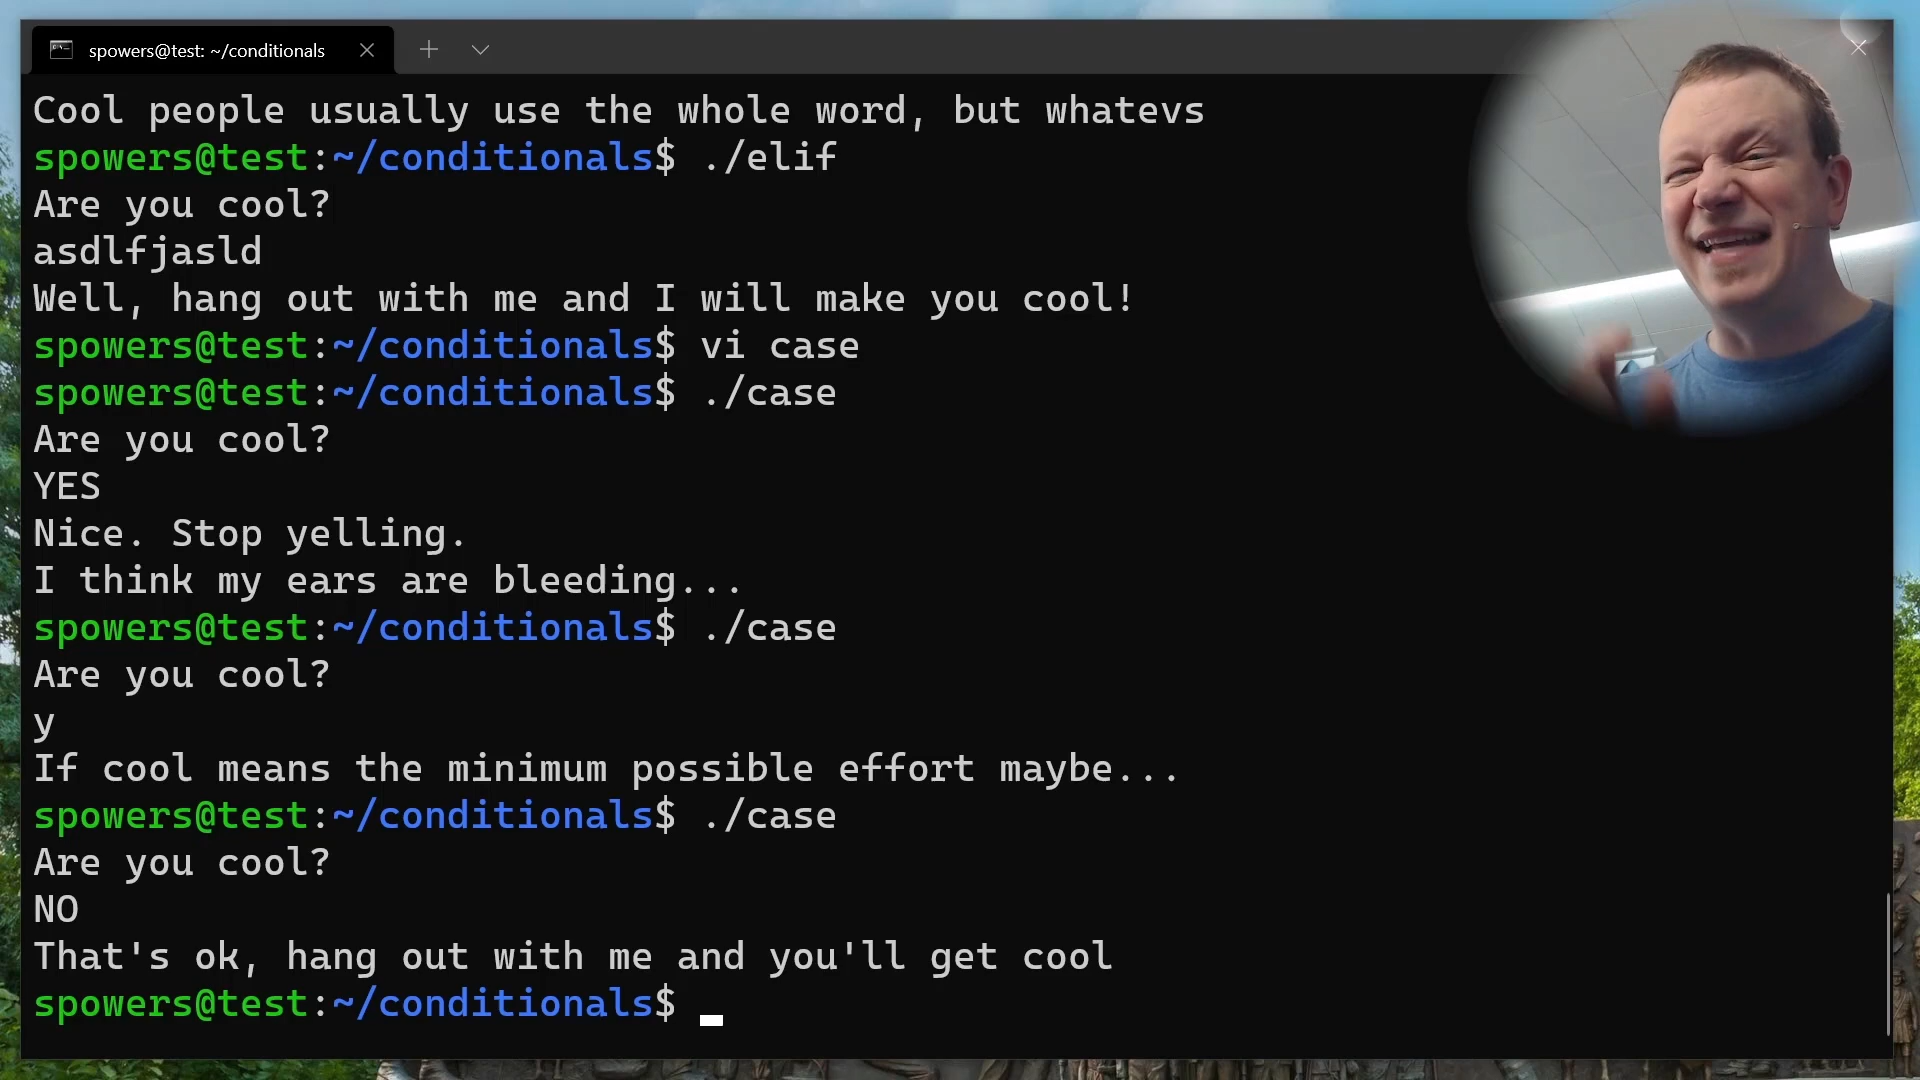 spowers@test: ~/conditionals
Cool people usually use the whole word, but whatevs
spowers@test:~/conditionals$ ./elif
Are you cool?
asdlfjasld
Well, hang out with me and I will make you cool!
spowers@test:~/conditionals$ vi case
spowers@test:~/conditionals$ ./case
Are you cool?
YES
Nice. Stop yelling.
I think my ears are bleeding...
spowers@test:~/conditionals$ ./case
Are you cool?
y
If cool means the minimum possible effort maybe...
spowers@test:~/conditionals$ ./case
Are you cool?
NO
That's ok, hang out with me and you'll get cool
spowers@test:~/conditionals$